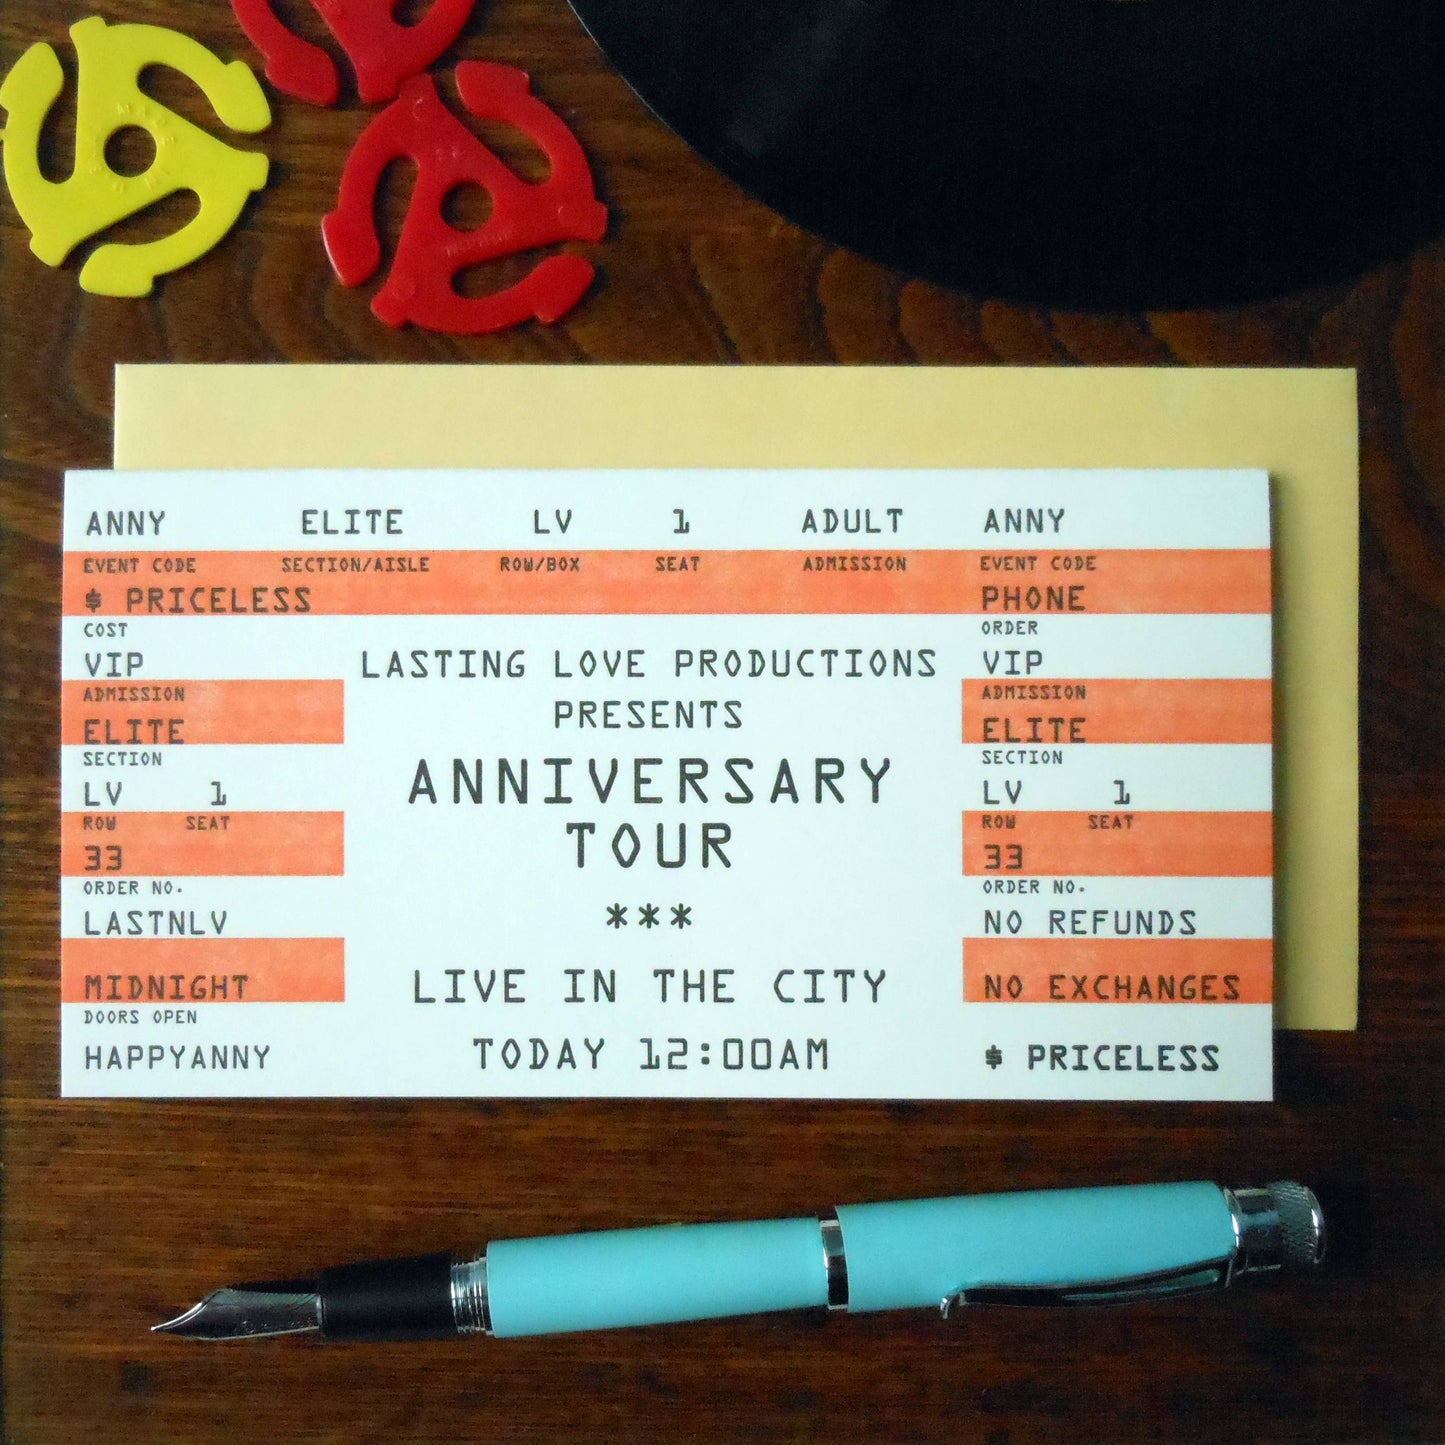 MADE IN U.S.A.
ANNY ELITE LV 1 ADULT ANNY
EVENT CODE SECTION/AISLE ROW/BOX SEAT ADMISSION EVENT CODE
$ PRICELESS PHONE
COST ORDER
VIP LASTING LOVE PRODUCTIONS VIP
ADMISSION PRESENTS ADMISSION
ELITE ELITE
SECTION ANNIVERSARY SECTION
LV 1 LV 1
ROW SEAT TOUR ROW SEAT
33 33
ORDER NO. ORDER NO.
LASTNLV *** NO REFUNDS
MIDNIGHT LIVE IN THE CITY NO EXCHANGES
DOORS OPEN
HAPPYANNY TODAY 12:00AM $ PRICELESS